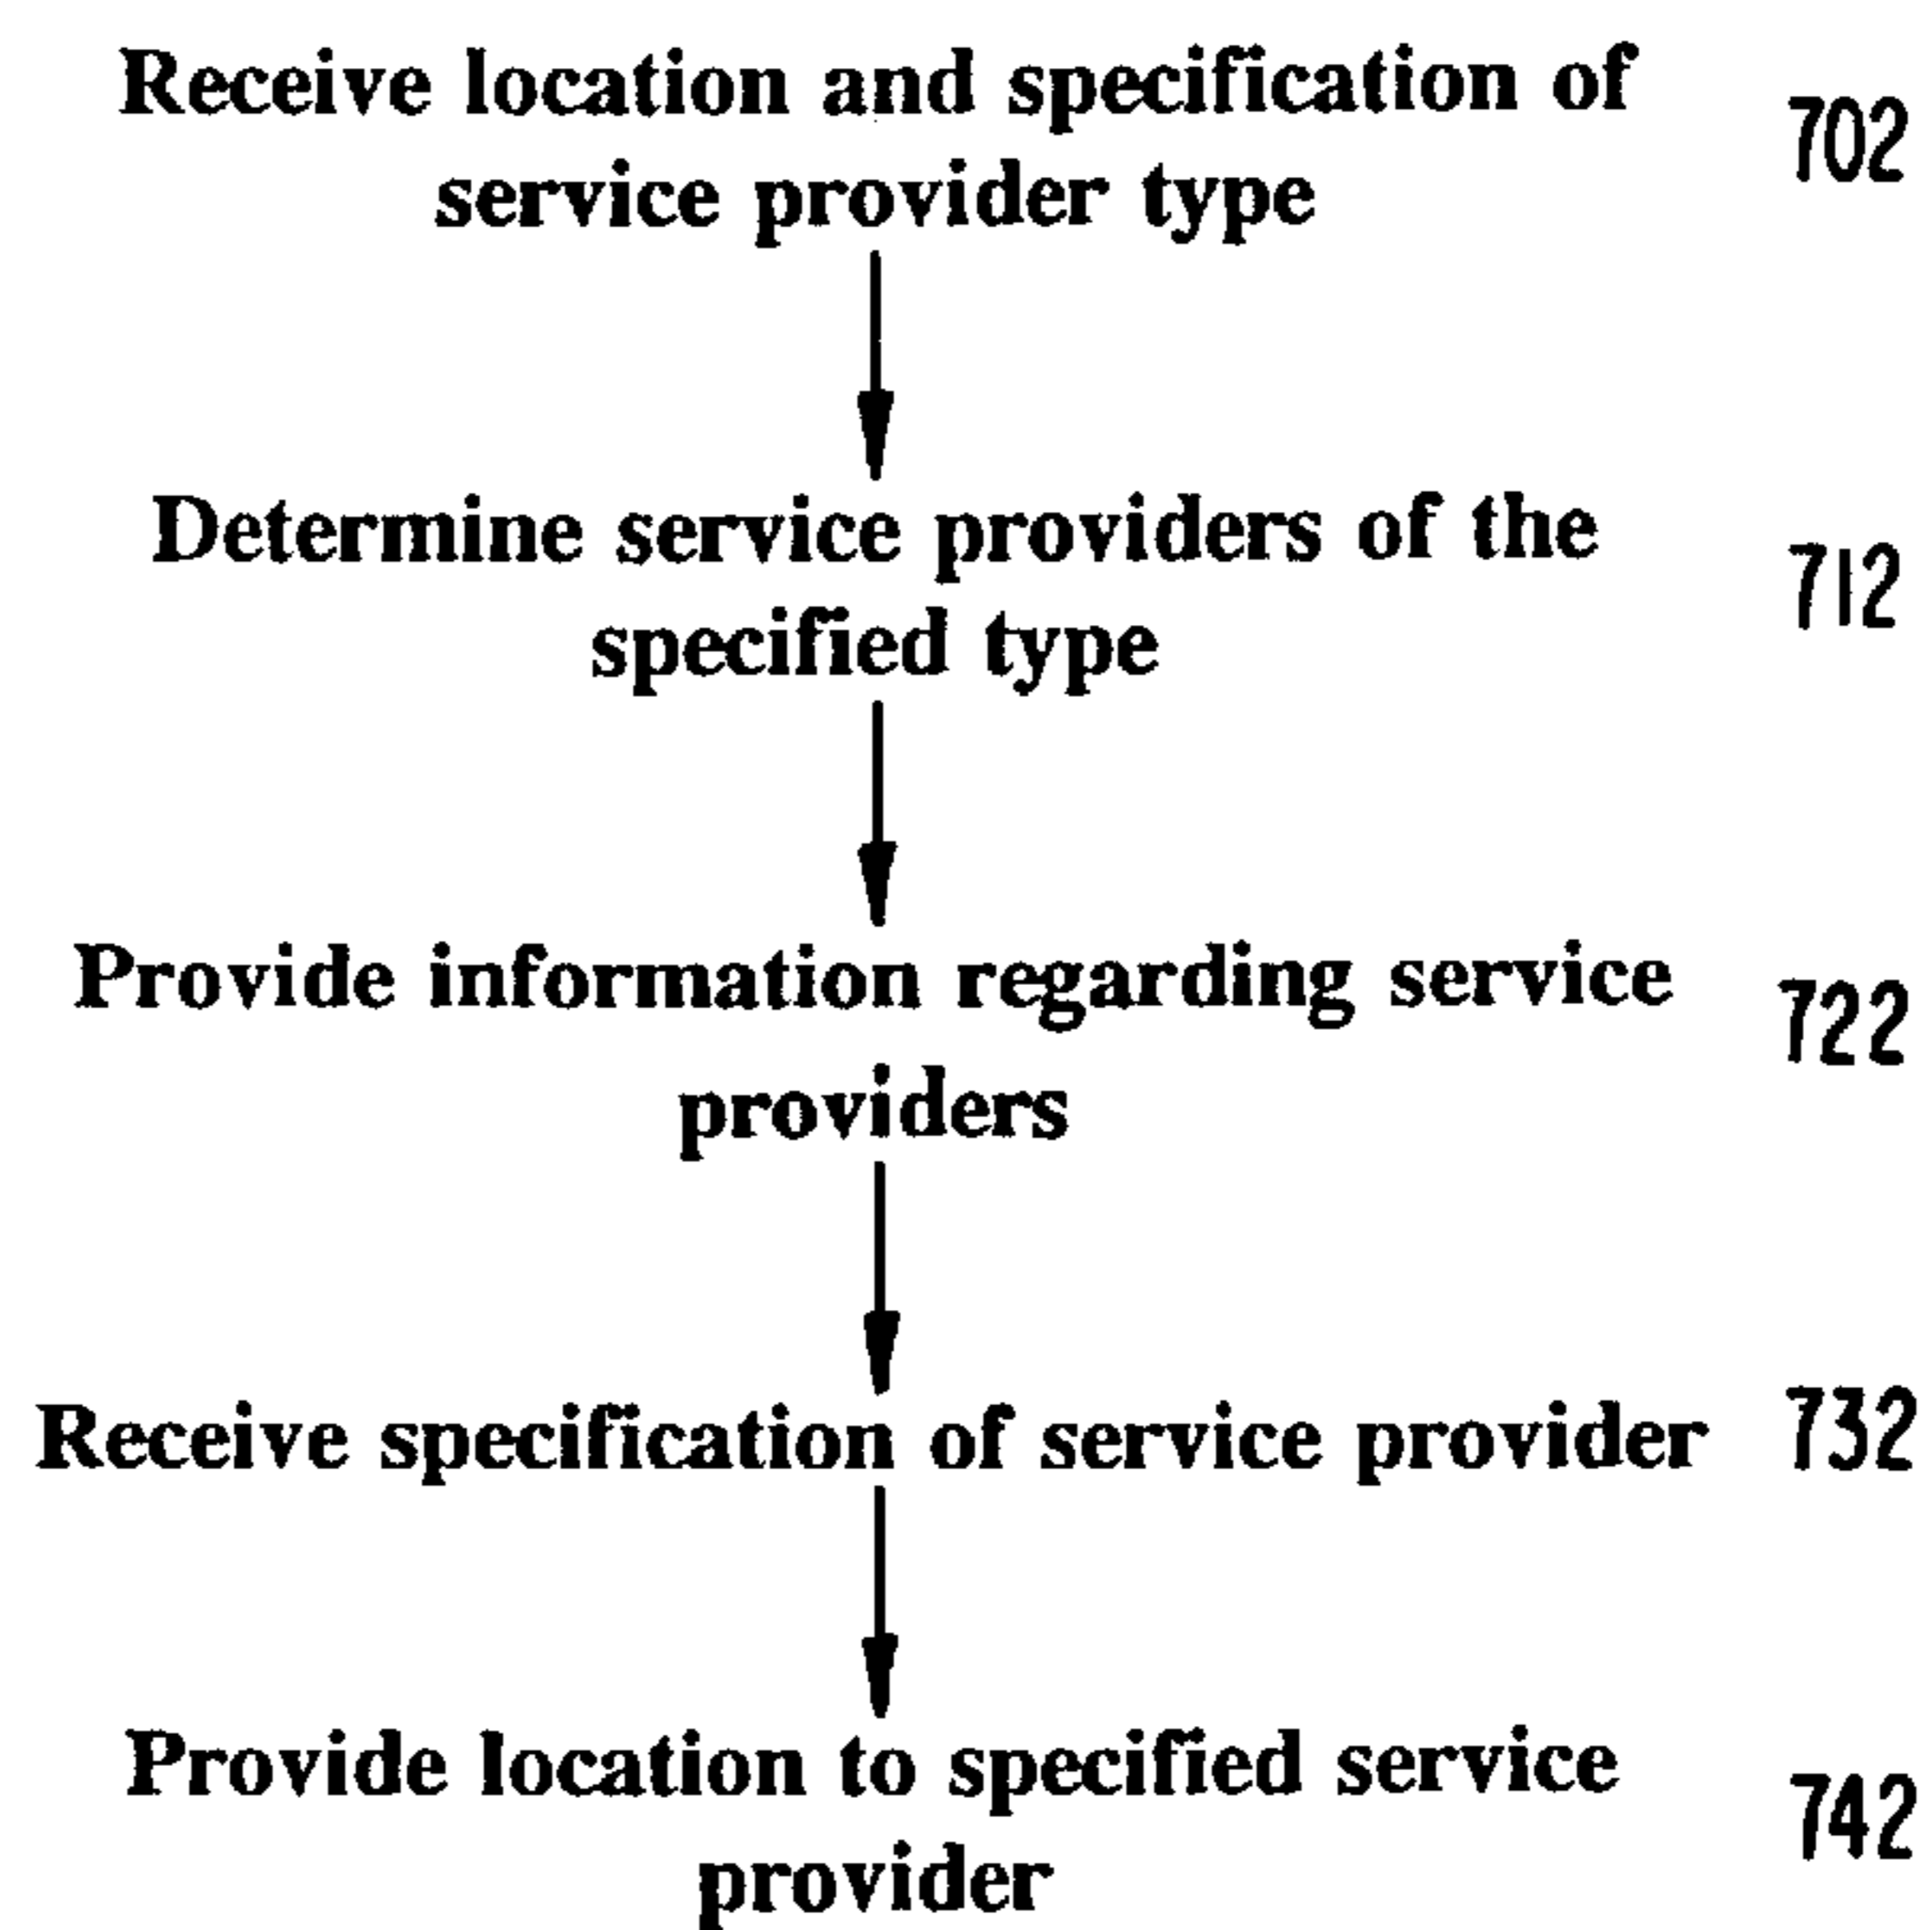 Receive location and specification of
service provider type
702
Determine service providers of the
specified type
712
Provide information regarding service
providers
722
Receive specification of service provider 732
Provide location to specified service
provider
742